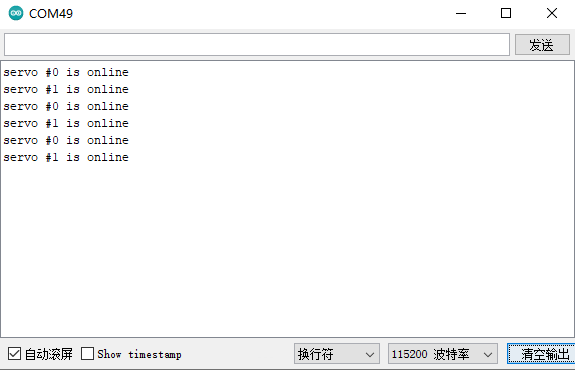 COM49
发送
servo #0 is online
servo #1 is online
servo #0 is online
servo #1 is online
servo #0 is online
servo #1 is online
自动滚屏 Show timestamp 换行符 115200 波特率 清空输出